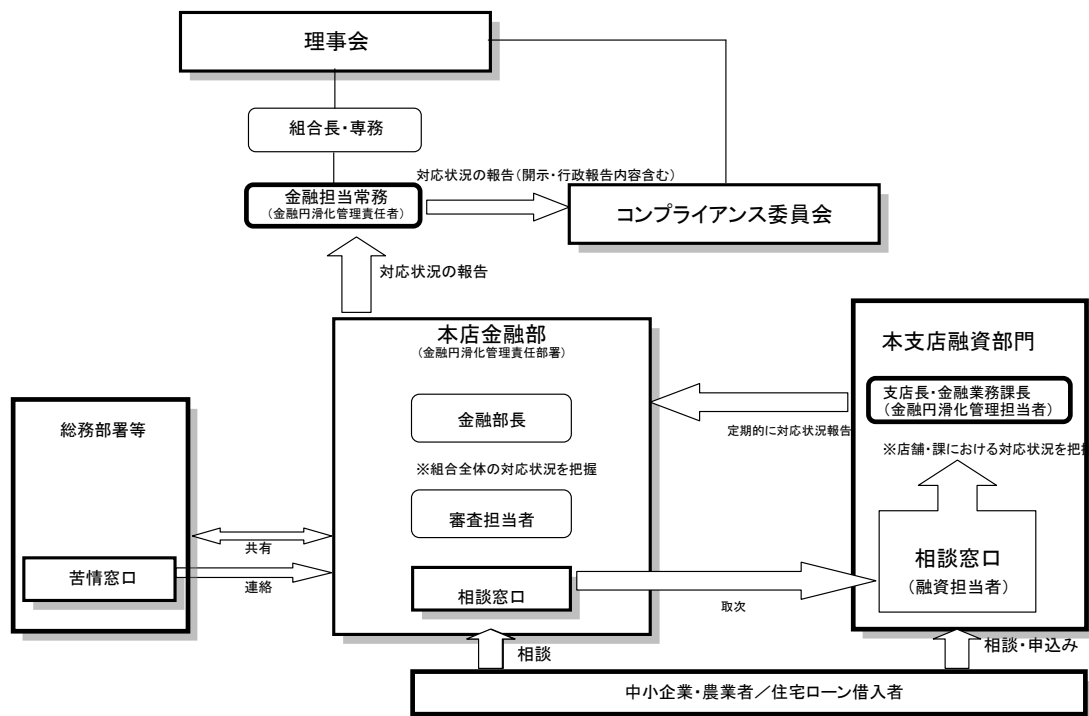 理事会
組合長・専務
対応状況の報告（開示・行政報告内容含む）
金融担当常務
（金融円滑化管理責任者）
コンプライアンス委員会
対応状況の報告
本店金融部
（金融円滑化管理責任部署）
本支店融資部門
金融部長
支店長・金融業務課長
（金融円滑化管理担当者）
総務部署等
定期的に対応状況報告
※店舗・課における対応状況を把
※組合全体の対応状況を把握
審査担当者
共有
苦情窓口
連絡
相談窓口
取次
相談窓口
（融資担当者）
相談
相談・申込み
中小企業・農業者／住宅ローン借入者